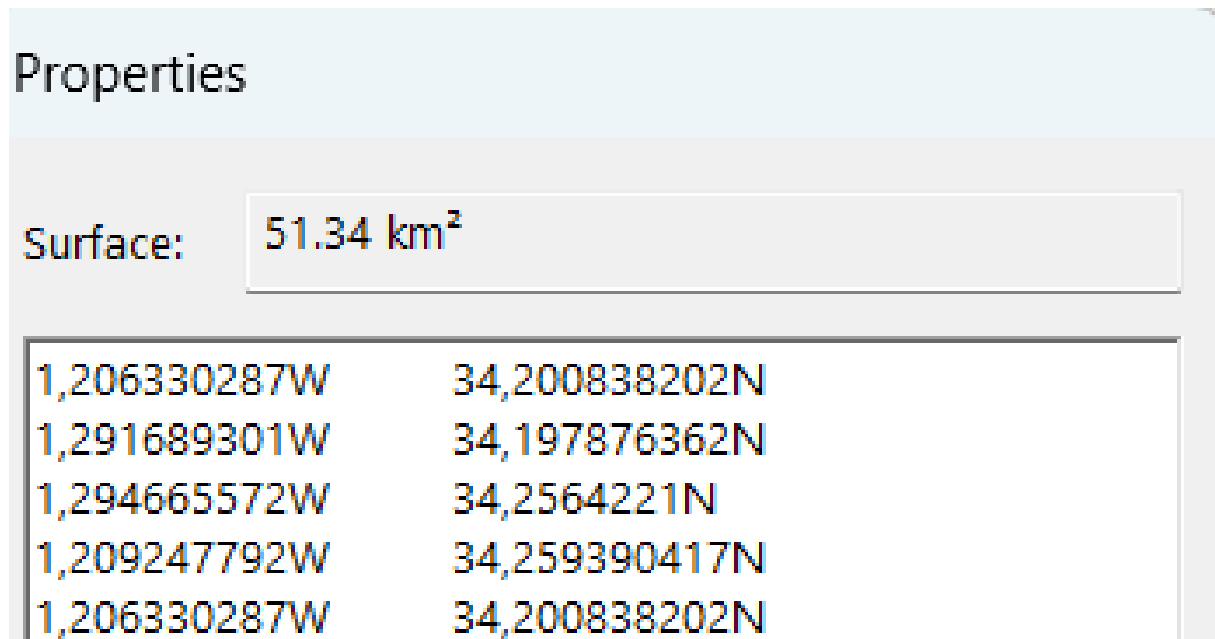 Properties
Surface: 51.34 km²
1,206330287W 34,200838202N
1,291689301W 34,197876362N
1,294665572W 34,2564221N
1,209247792W 34,259390417N
1,206330287W 34,200838202N